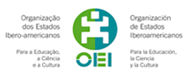 Organização
dos Estados
Ibero-americanos
Para a Educação,
a Ciência
e a Cultura
OEI
Organización
de Estados
Iberoamericanos
Para la Educación,
la Ciencia
y la Cultura